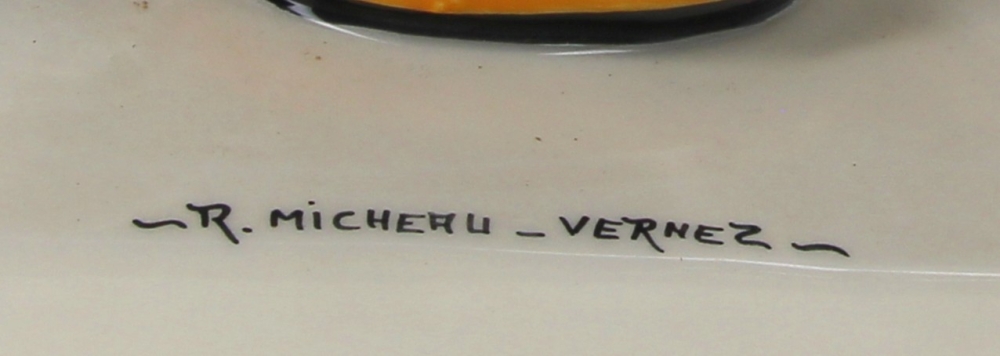 ~R. MiCHEAU - VERNEZ ~